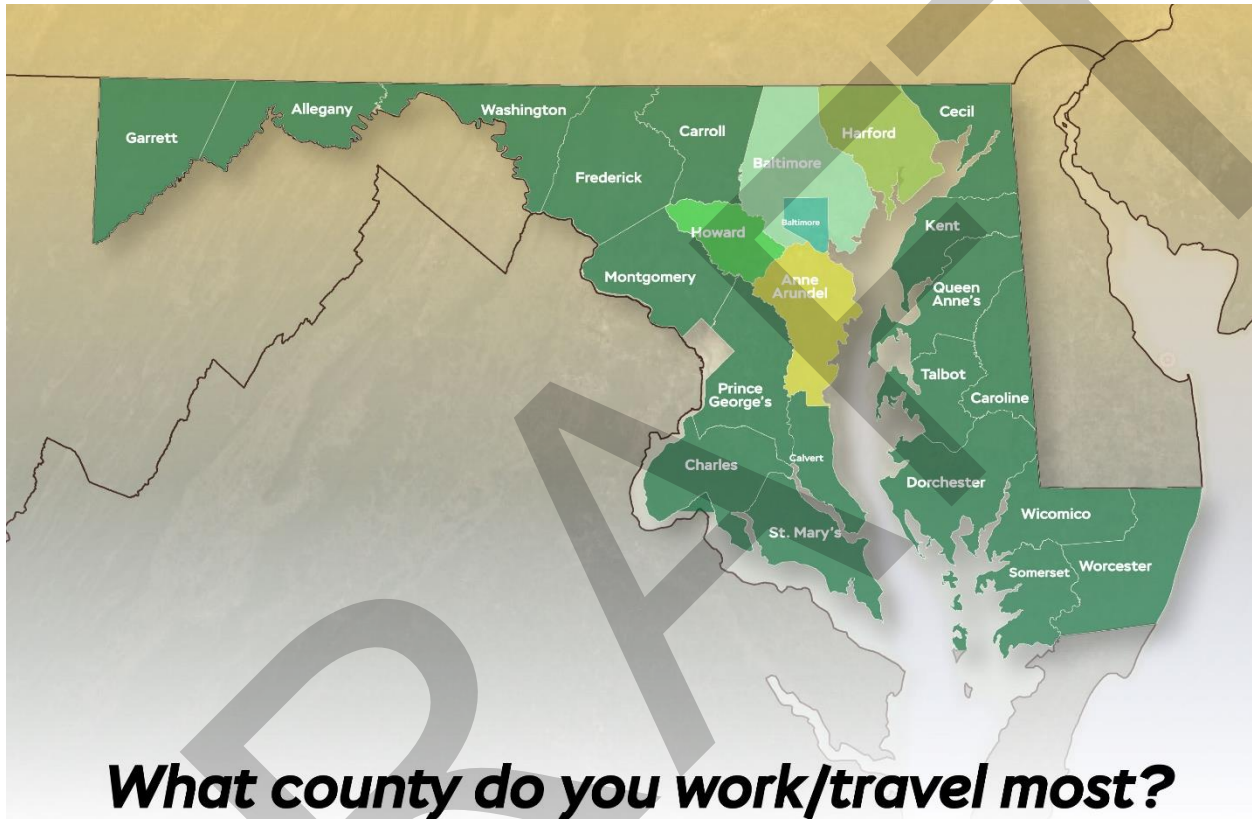 Garrett
Allegany
Washington
Frederick
Carroll
Baltimore
Harford
Cecil
Baltimore
Howard
Montgomery
Anne
Arundel
Kent
Queen
Anne's
Talbot
Caroline
Prince
George's
Charles
Calvert
St. Mary's
Dorchester
Wicomico
Somerset
Worcester
What county do you work/travel most?